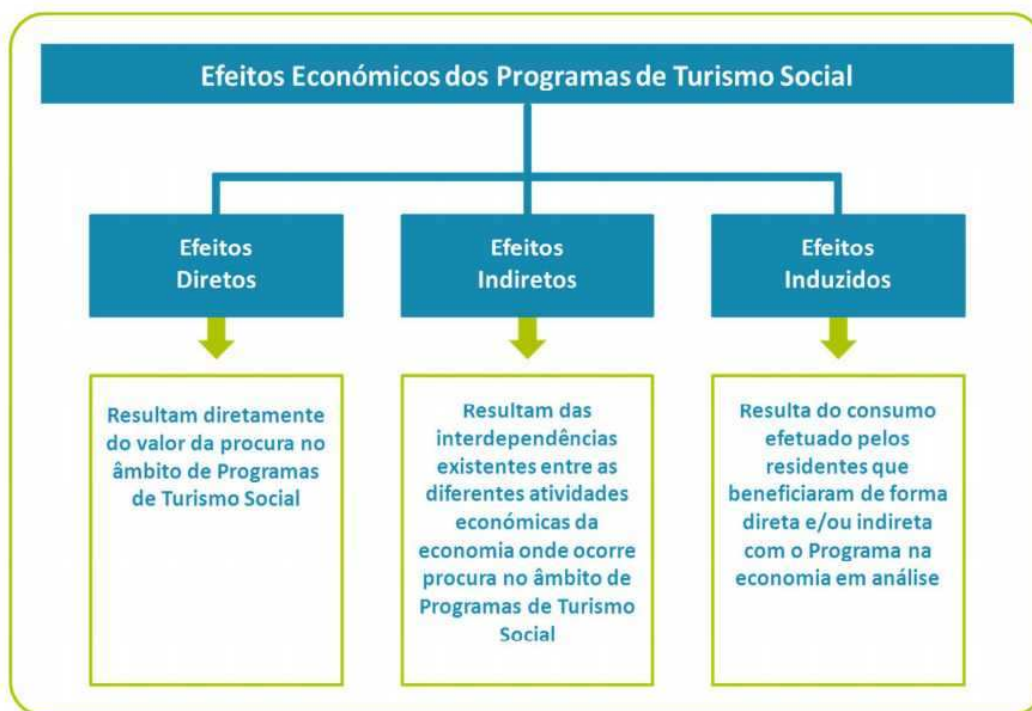 Efeitos Económicos dos Programas de Turismo Social
Efeitos
Diretos
Efeitos
Indiretos
Efeitos
Induzidos
Resultam diretamente
do valor da procura no
âmbito de Programas
de Turismo Social
Resultam das
interdependências
existentes entre as
diferentes atividades
económicas da
economia onde ocorre
procura no âmbito de
Programas de Turismo
Social
Resulta do consumo
efetuado pelos
residentes que
beneficiaram de forma
direta e/ou indireta
com o Programa na
economia em análise